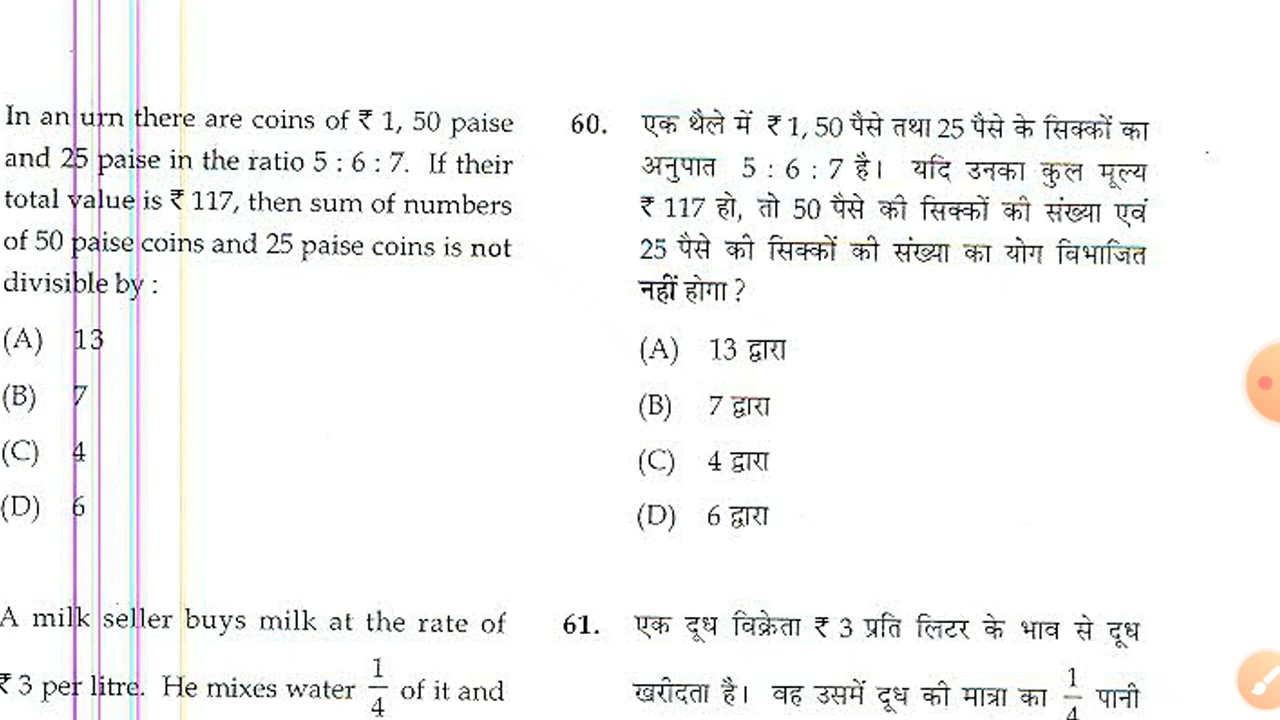 In an urn there are coins of ₹ 1, 50 paise
and 25 paise in the ratio 5 : 6 : 7. If their
total value is ₹ 117, then sum of numbers
of 50 paise coins and 25 paise coins is not
divisible by :
(A) 13
(B) 7
(C) 4
(D) 6
A milk seller buys milk at the rate of
₹ 3 per litre. He mixes water 1/4 of it and
60. एक थैले में ₹ 1, 50 पैसे तथा 25 पैसे के सिक्कों का
अनुपात 5 : 6 : 7 है। यदि उनका कुल मूल्य
₹ 117 हो, तो 50 पैसे की सिक्कों की संख्या एवं
25 पैसे की सिक्कों की संख्या का योग विभाजित
नहीं होगा ?
(A) 13 द्वारा
(B) 7 द्वारा
(C) 4 द्वारा
(D) 6 द्वारा
61. एक दूध विक्रेता ₹ 3 प्रति लिटर के भाव से दूध
खरीदता है। वह उसमें दूध की मात्रा का 1/4 पानी